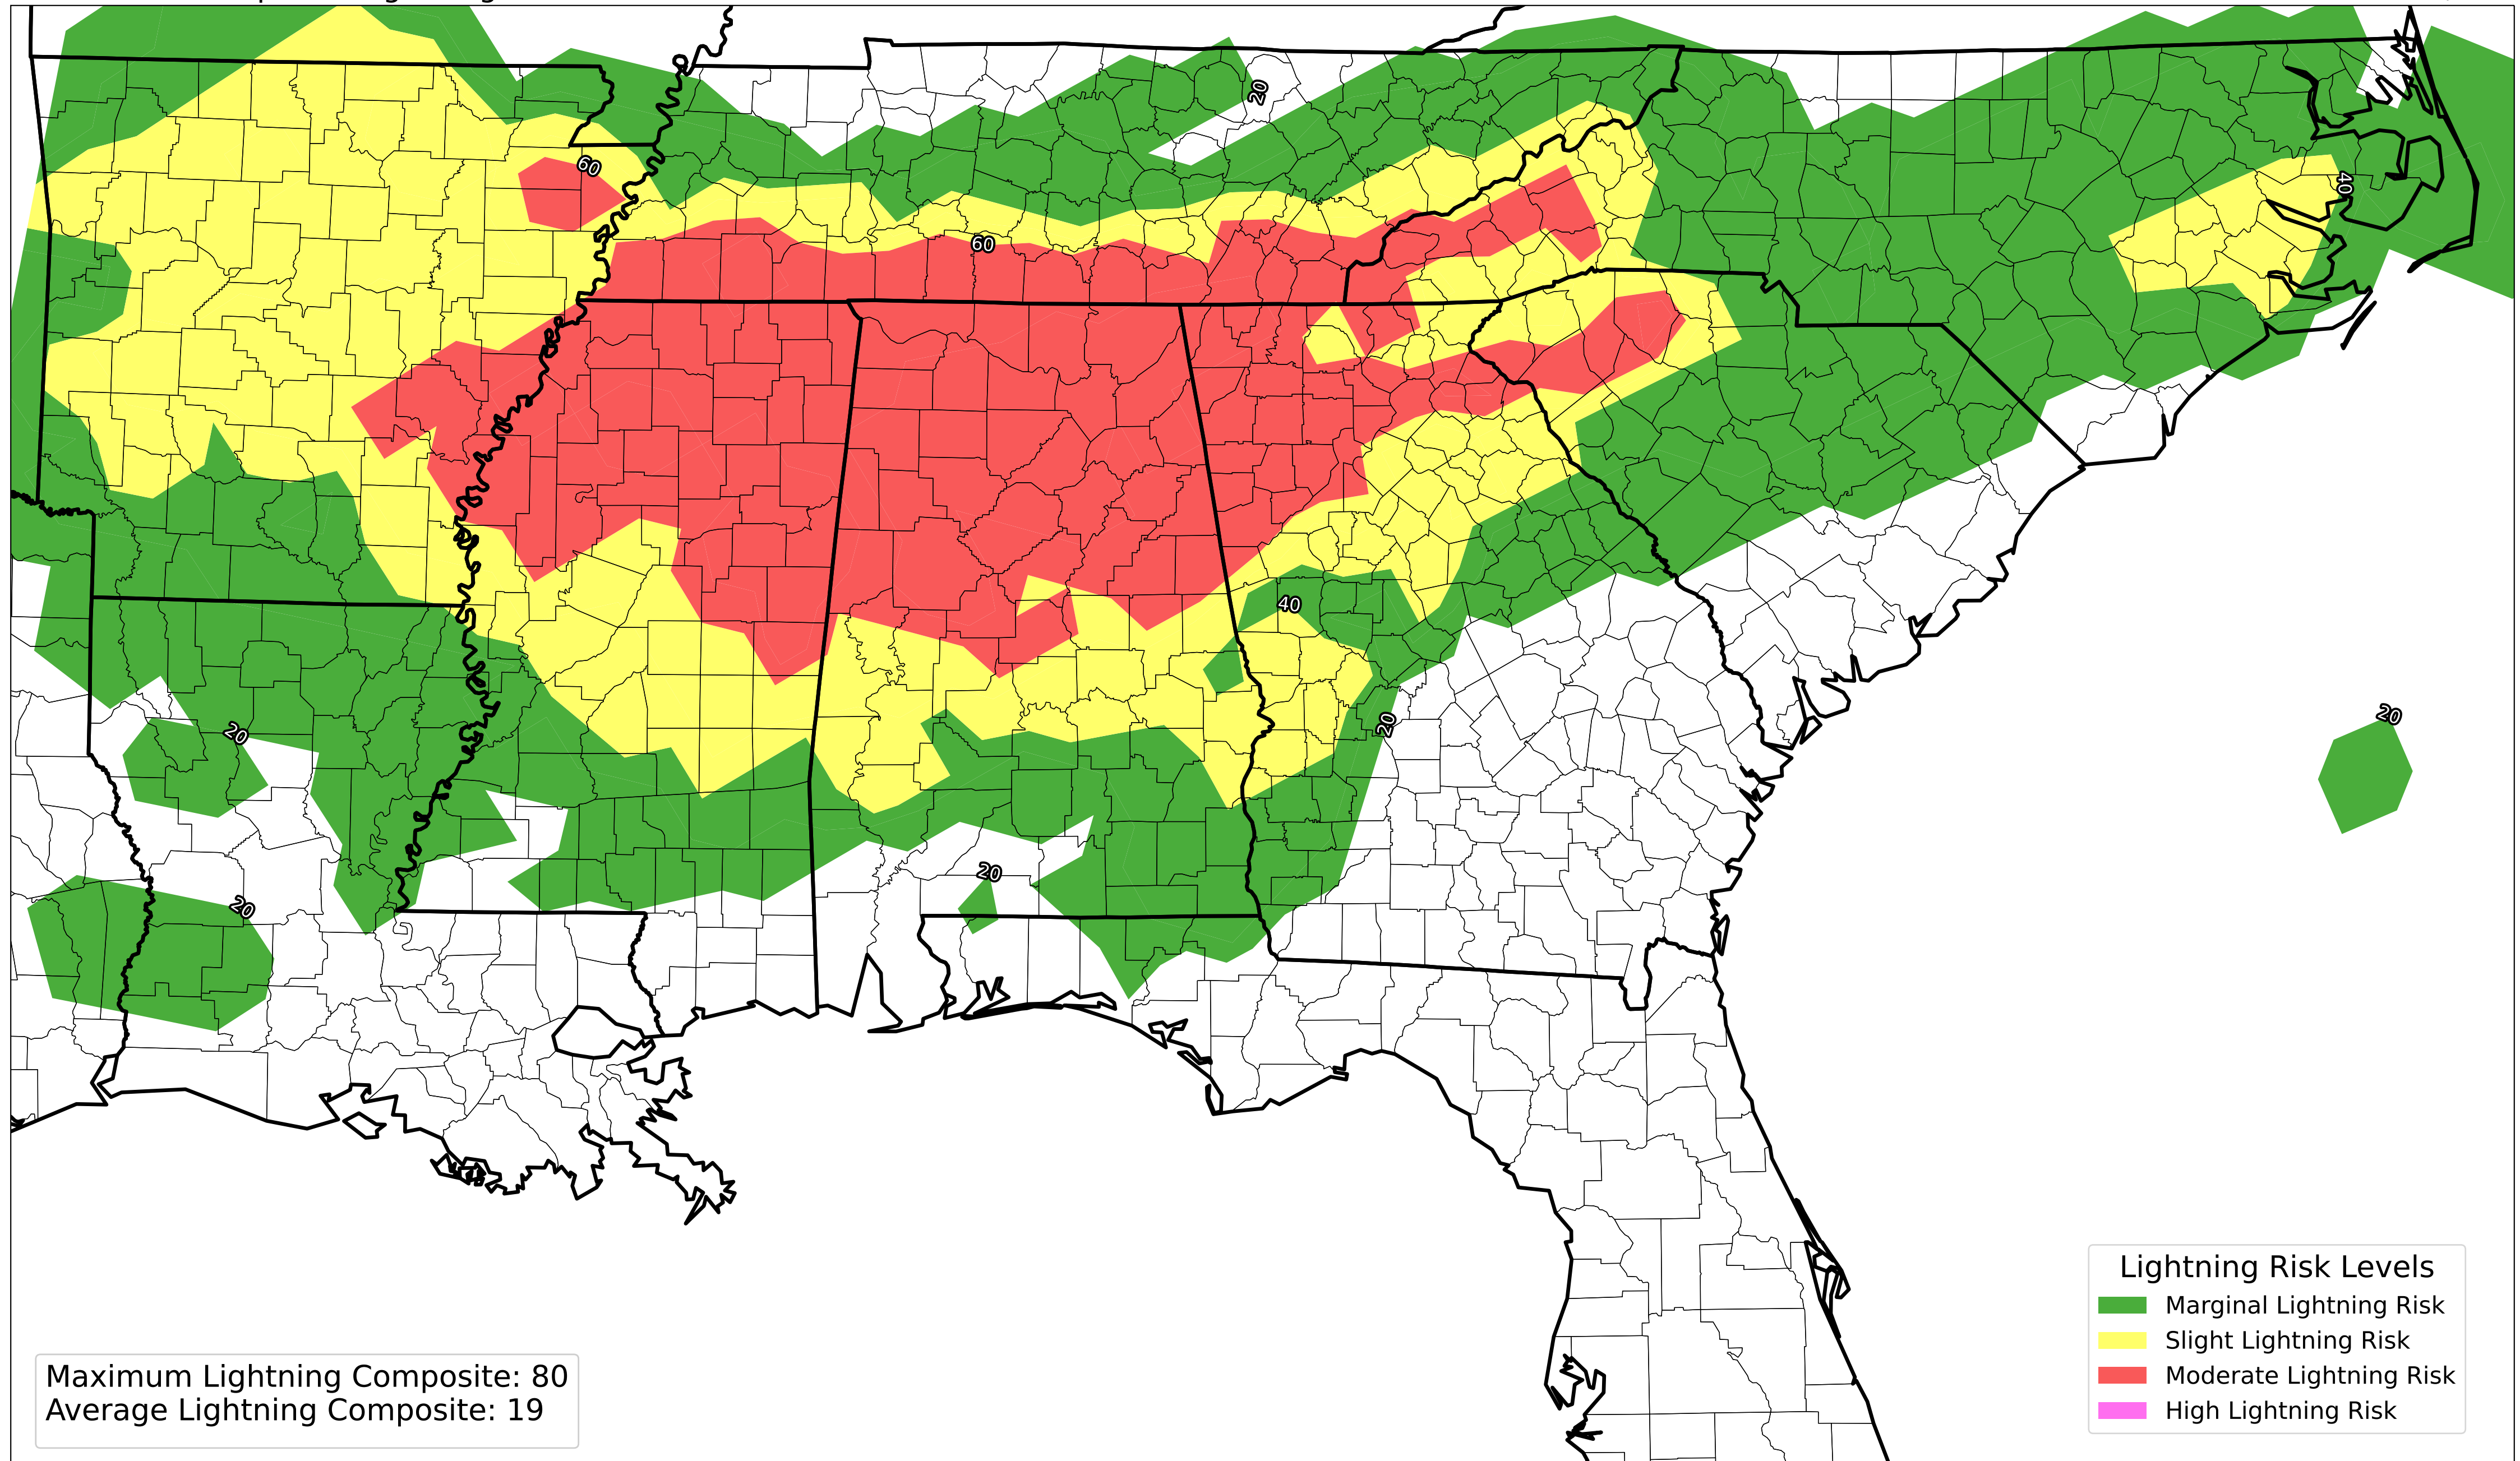 20
60
40
60
40
20
20
20
20
20
Lightning Risk Levels
Marginal Lightning Risk
Slight Lightning Risk
Moderate Lightning Risk
High Lightning Risk
Maximum Lightning Composite: 80
Average Lightning Composite: 19